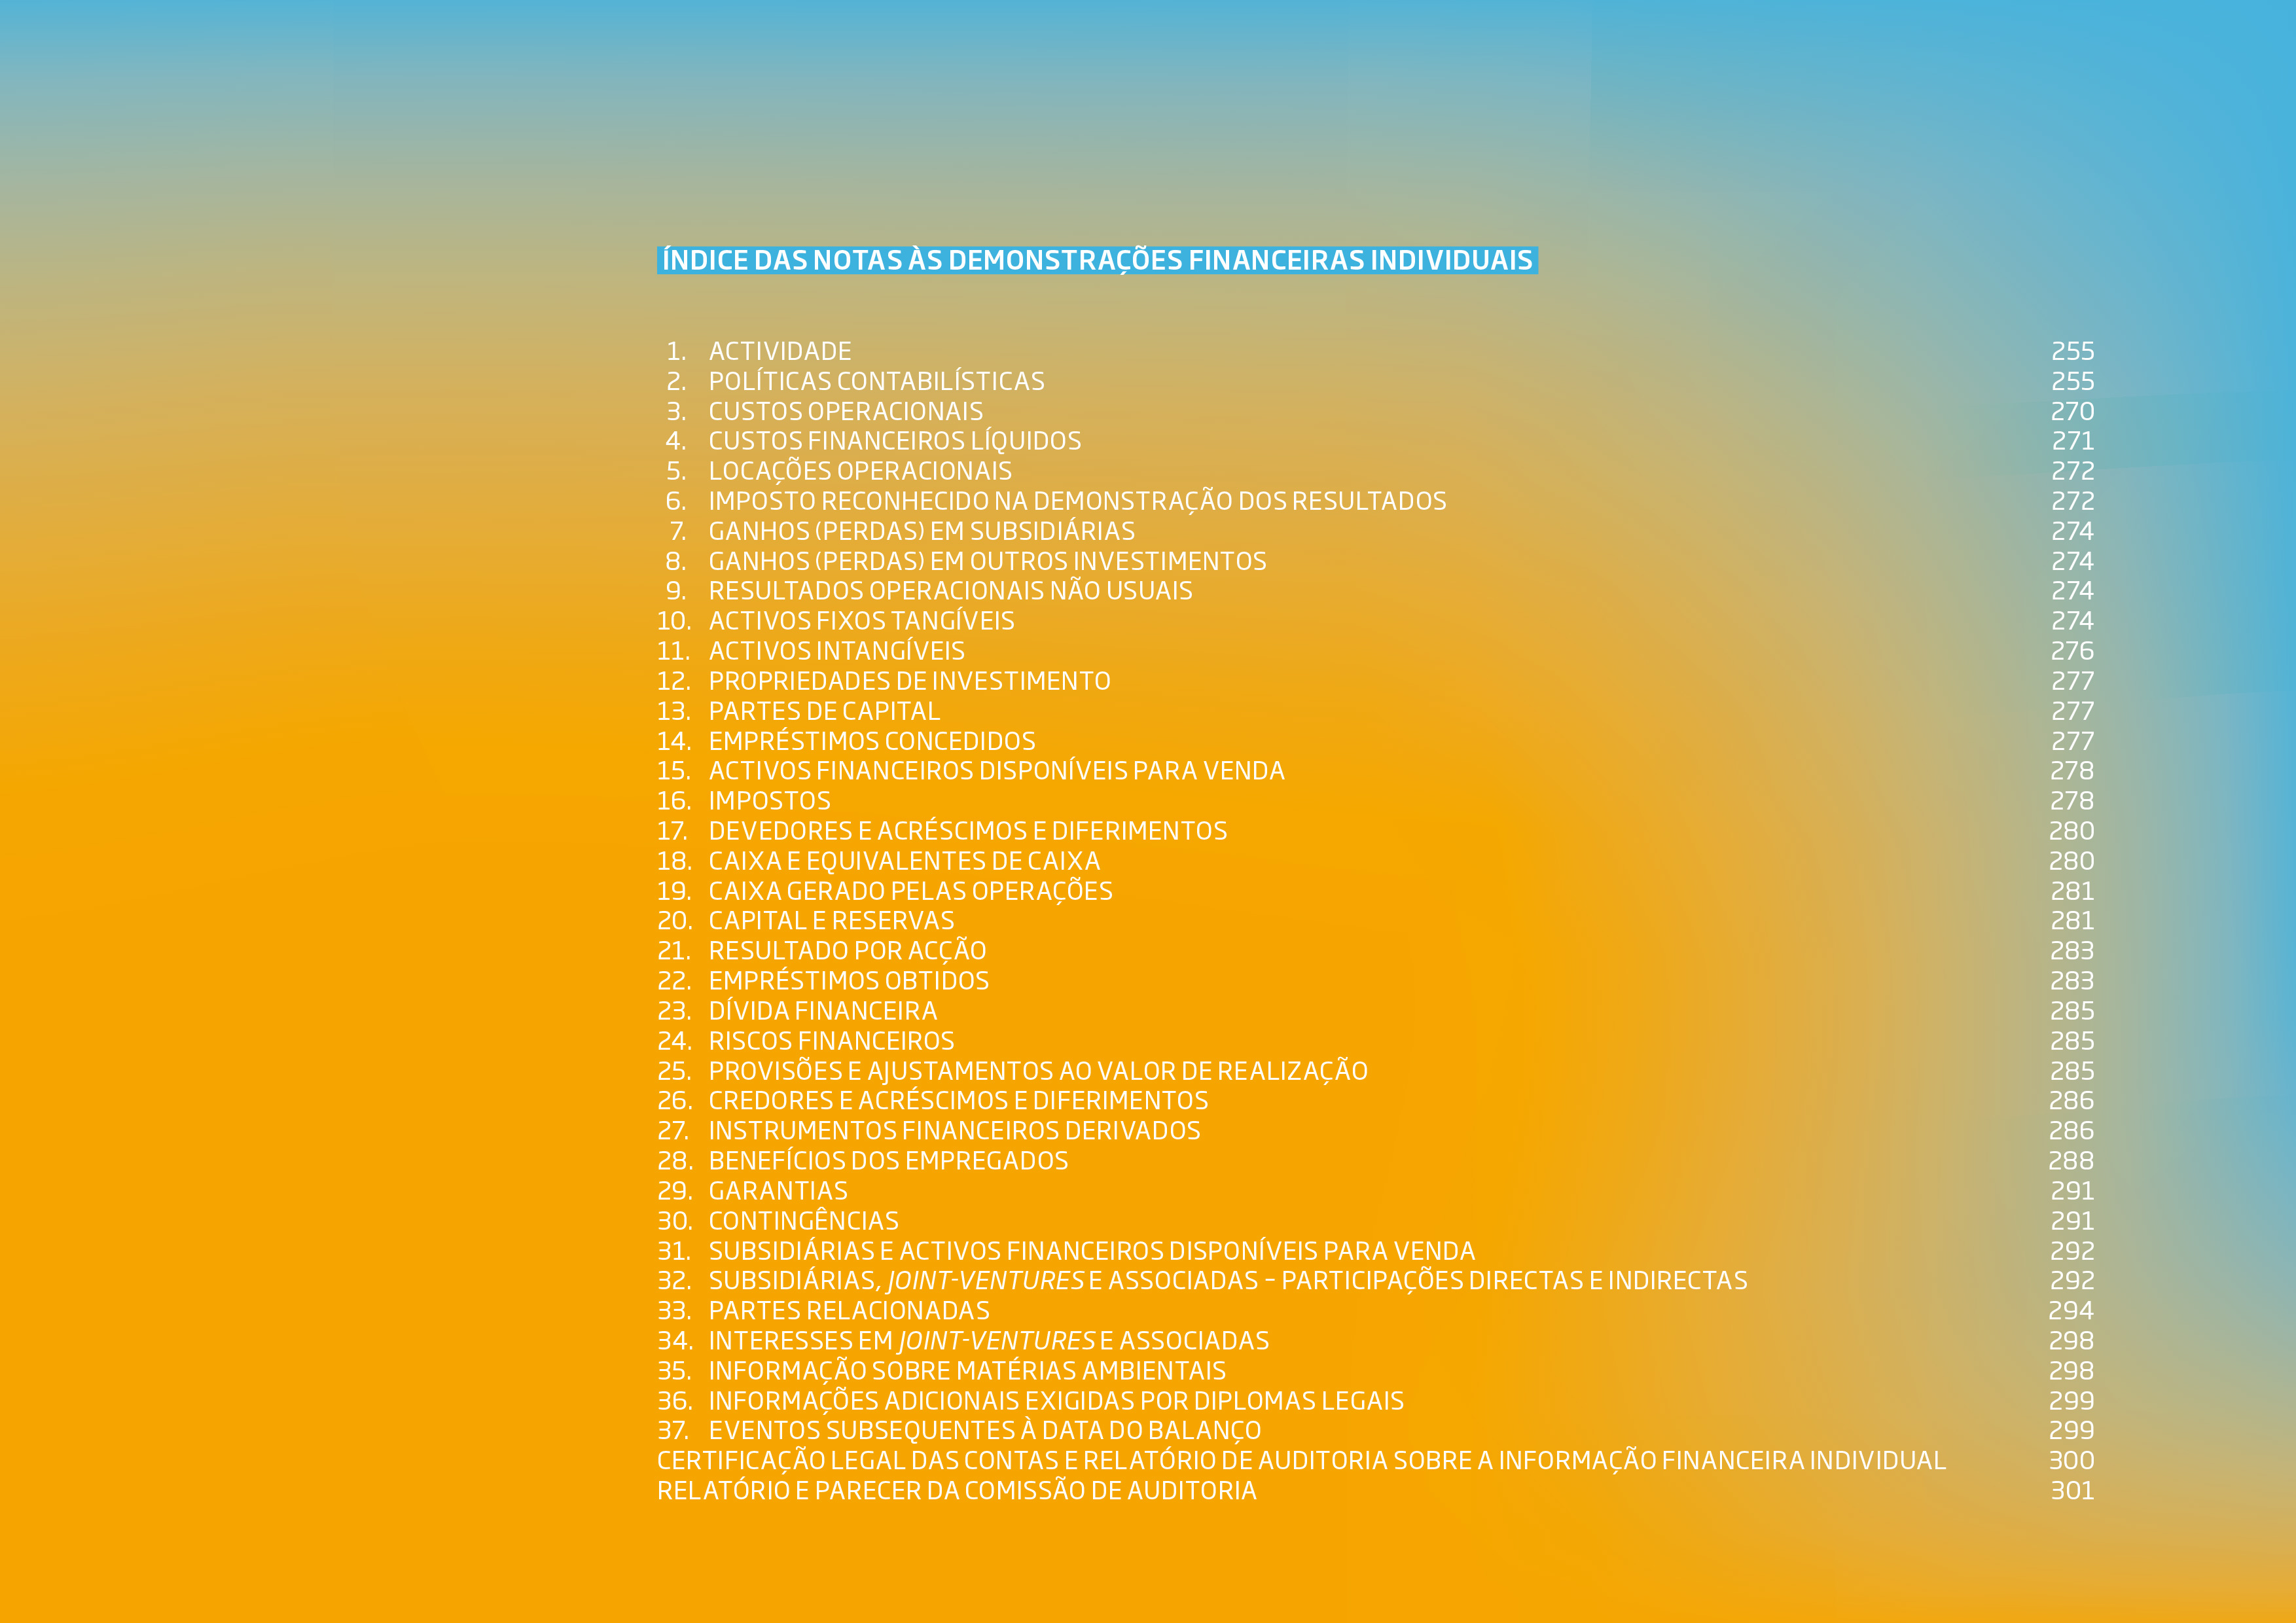 ÍNDICE DAS NOTAS ÀS DEMONSTRAÇÕES FINANCEIRAS INDIVIDUAIS
1. ACTIVIDADE 255
2. POLÍTICAS CONTABILÍSTICAS 255
3. CUSTOS OPERACIONAIS 270
4. CUSTOS FINANCEIROS LÍQUIDOS 271
5. LOCAÇÕES OPERACIONAIS 272
6. IMPOSTO RECONHECIDO NA DEMONSTRAÇÃO DOS RESULTADOS 272
7. GANHOS (PERDAS) EM SUBSIDIÁRIAS 274
8. GANHOS (PERDAS) EM OUTROS INVESTIMENTOS 274
9. RESULTADOS OPERACIONAIS NÃO USUAIS 274
10. ACTIVOS FIXOS TANGÍVEIS 274
11. ACTIVOS INTANGÍVEIS 276
12. PROPRIEDADES DE INVESTIMENTO 277
13. PARTES DE CAPITAL 277
14. EMPRÉSTIMOS CONCEDIDOS 277
15. ACTIVOS FINANCEIROS DISPONÍVEIS PARA VENDA 278
16. IMPOSTOS 278
17. DEVEDORES E ACRÉSCIMOS E DIFERIMENTOS 280
18. CAIXA E EQUIVALENTES DE CAIXA 280
19. CAIXA GERADO PELAS OPERAÇÕES 281
20. CAPITAL E RESERVAS 281
21. RESULTADO POR ACÇÃO 283
22. EMPRÉSTIMOS OBTIDOS 283
23. DÍVIDA FINANCEIRA 285
24. RISCOS FINANCEIROS 285
25. PROVISÕES E AJUSTAMENTOS AO VALOR DE REALIZAÇÃO 285
26. CREDORES E ACRÉSCIMOS E DIFERIMENTOS 286
27. INSTRUMENTOS FINANCEIROS DERIVADOS 286
28. BENEFÍCIOS DOS EMPREGADOS 288
29. GARANTIAS 291
30. CONTINGÊNCIAS 291
31. SUBSIDIÁRIAS E ACTIVOS FINANCEIROS DISPONÍVEIS PARA VENDA 292
32. SUBSIDIÁRIAS, JOINT-VENTURES E ASSOCIADAS – PARTICIPAÇÕES DIRECTAS E INDIRECTAS 292
33. PARTES RELACIONADAS 294
34. INTERESSES EM JOINT-VENTURES E ASSOCIADAS 298
35. INFORMAÇÃO SOBRE MATÉRIAS AMBIENTAIS 298
36. INFORMAÇÕES ADICIONAIS EXIGIDAS POR DIPLOMAS LEGAIS 299
37. EVENTOS SUBSEQUENTES À DATA DO BALANÇO 299
CERTIFICAÇÃO LEGAL DAS CONTAS E RELATÓRIO DE AUDITORIA SOBRE A INFORMAÇÃO FINANCEIRA INDIVIDUAL 300
RELATÓRIO E PARECER DA COMISSÃO DE AUDITORIA 301